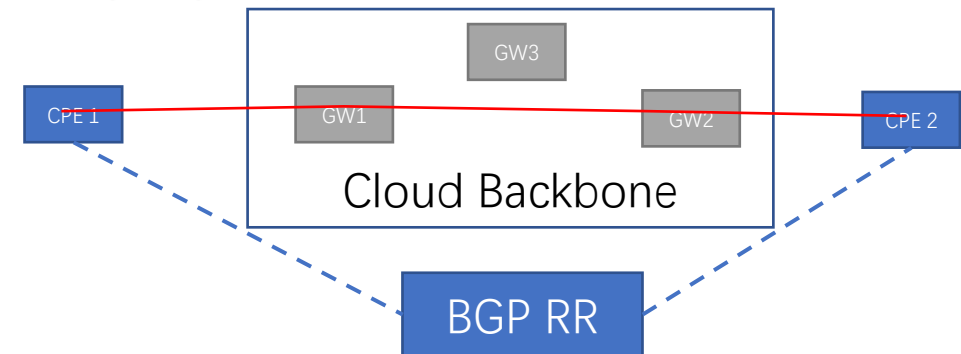 GW3
CPE 1
GW1
GW2
CPE 2
Cloud Backbone
BGP RR